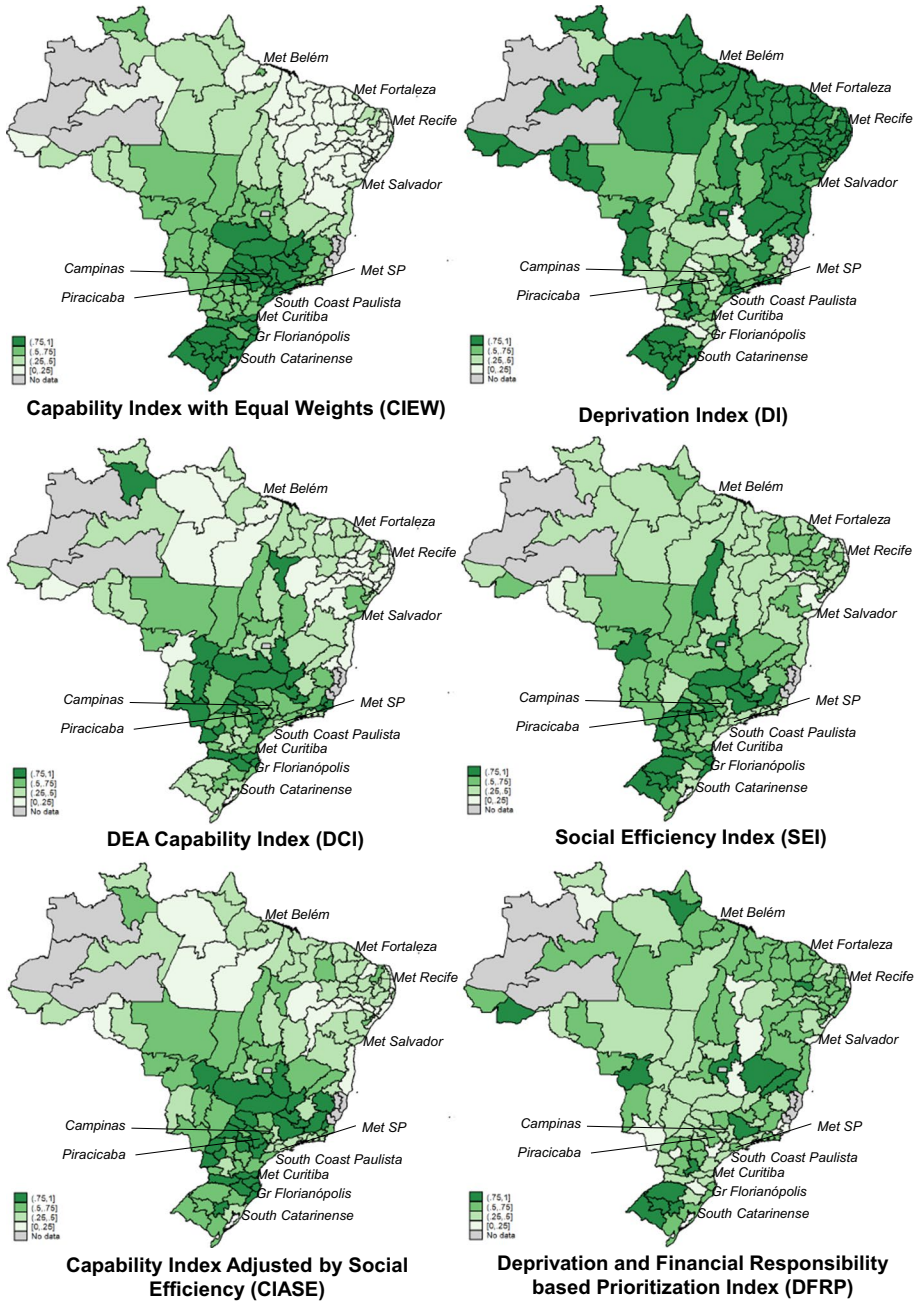 Met Belém
Met Fortaleza
Met Recife
Met Salvador
Campinas
Met SP
Piracicaba
South Coast Paulista
Met Curitiba
Gr Florianópolis
South Catarinense
(.75,1]
(.5,.75]
(.25,.5]
[0,.25]
No data
Capability Index with Equal Weights (CIEW)
Met Belém
Met Fortaleza
Met Recife
Met Salvador
Campinas
Met SP
Piracicaba
South Coast Paulista
Met Curitiba
Gr Florianópolis
South Catarinense
(.75,1]
(.5,.75]
(.25,.5]
[0,.25]
No data
Deprivation Index (DI)
Met Belém
Met Fortaleza
Met Recife
Met Salvador
Campinas
Met SP
Piracicaba
South Coast Paulista
Met Curitiba
Gr Florianópolis
South Catarinense
(.75,1]
(.5,.75]
(.25,.5]
[0,.25]
No data
DEA Capability Index (DCI)
Met Belém
Met Fortaleza
Met Recife
Met Salvador
Campinas
Met SP
Piracicaba
South Coast Paulista
Met Curitiba
Gr Florianópolis
South Catarinense
(.75,1]
(.5,.75]
(.25,.5]
[0,.25]
No data
Social Efficiency Index (SEI)
Met Belém
Met Fortaleza
Met Recife
Met Salvador
Campinas
Met SP
Piracicaba
South Coast Paulista
Met Curitiba
Gr Florianópolis
South Catarinense
(.75,1]
(.5,.75]
(.25,.5]
[0,.25]
No data
Capability Index Adjusted by Social
Efficiency (CIASE)
Met Belém
Met Fortaleza
Met Recife
Met Salvador
Campinas
Met SP
Piracicaba
South Coast Paulista
Met Curitiba
Gr Florianópolis
South Catarinense
(.75,1]
(.5,.75]
(.25,.5]
[0,.25]
No data
Deprivation and Financial Responsibility
based Prioritization Index (DFRP)